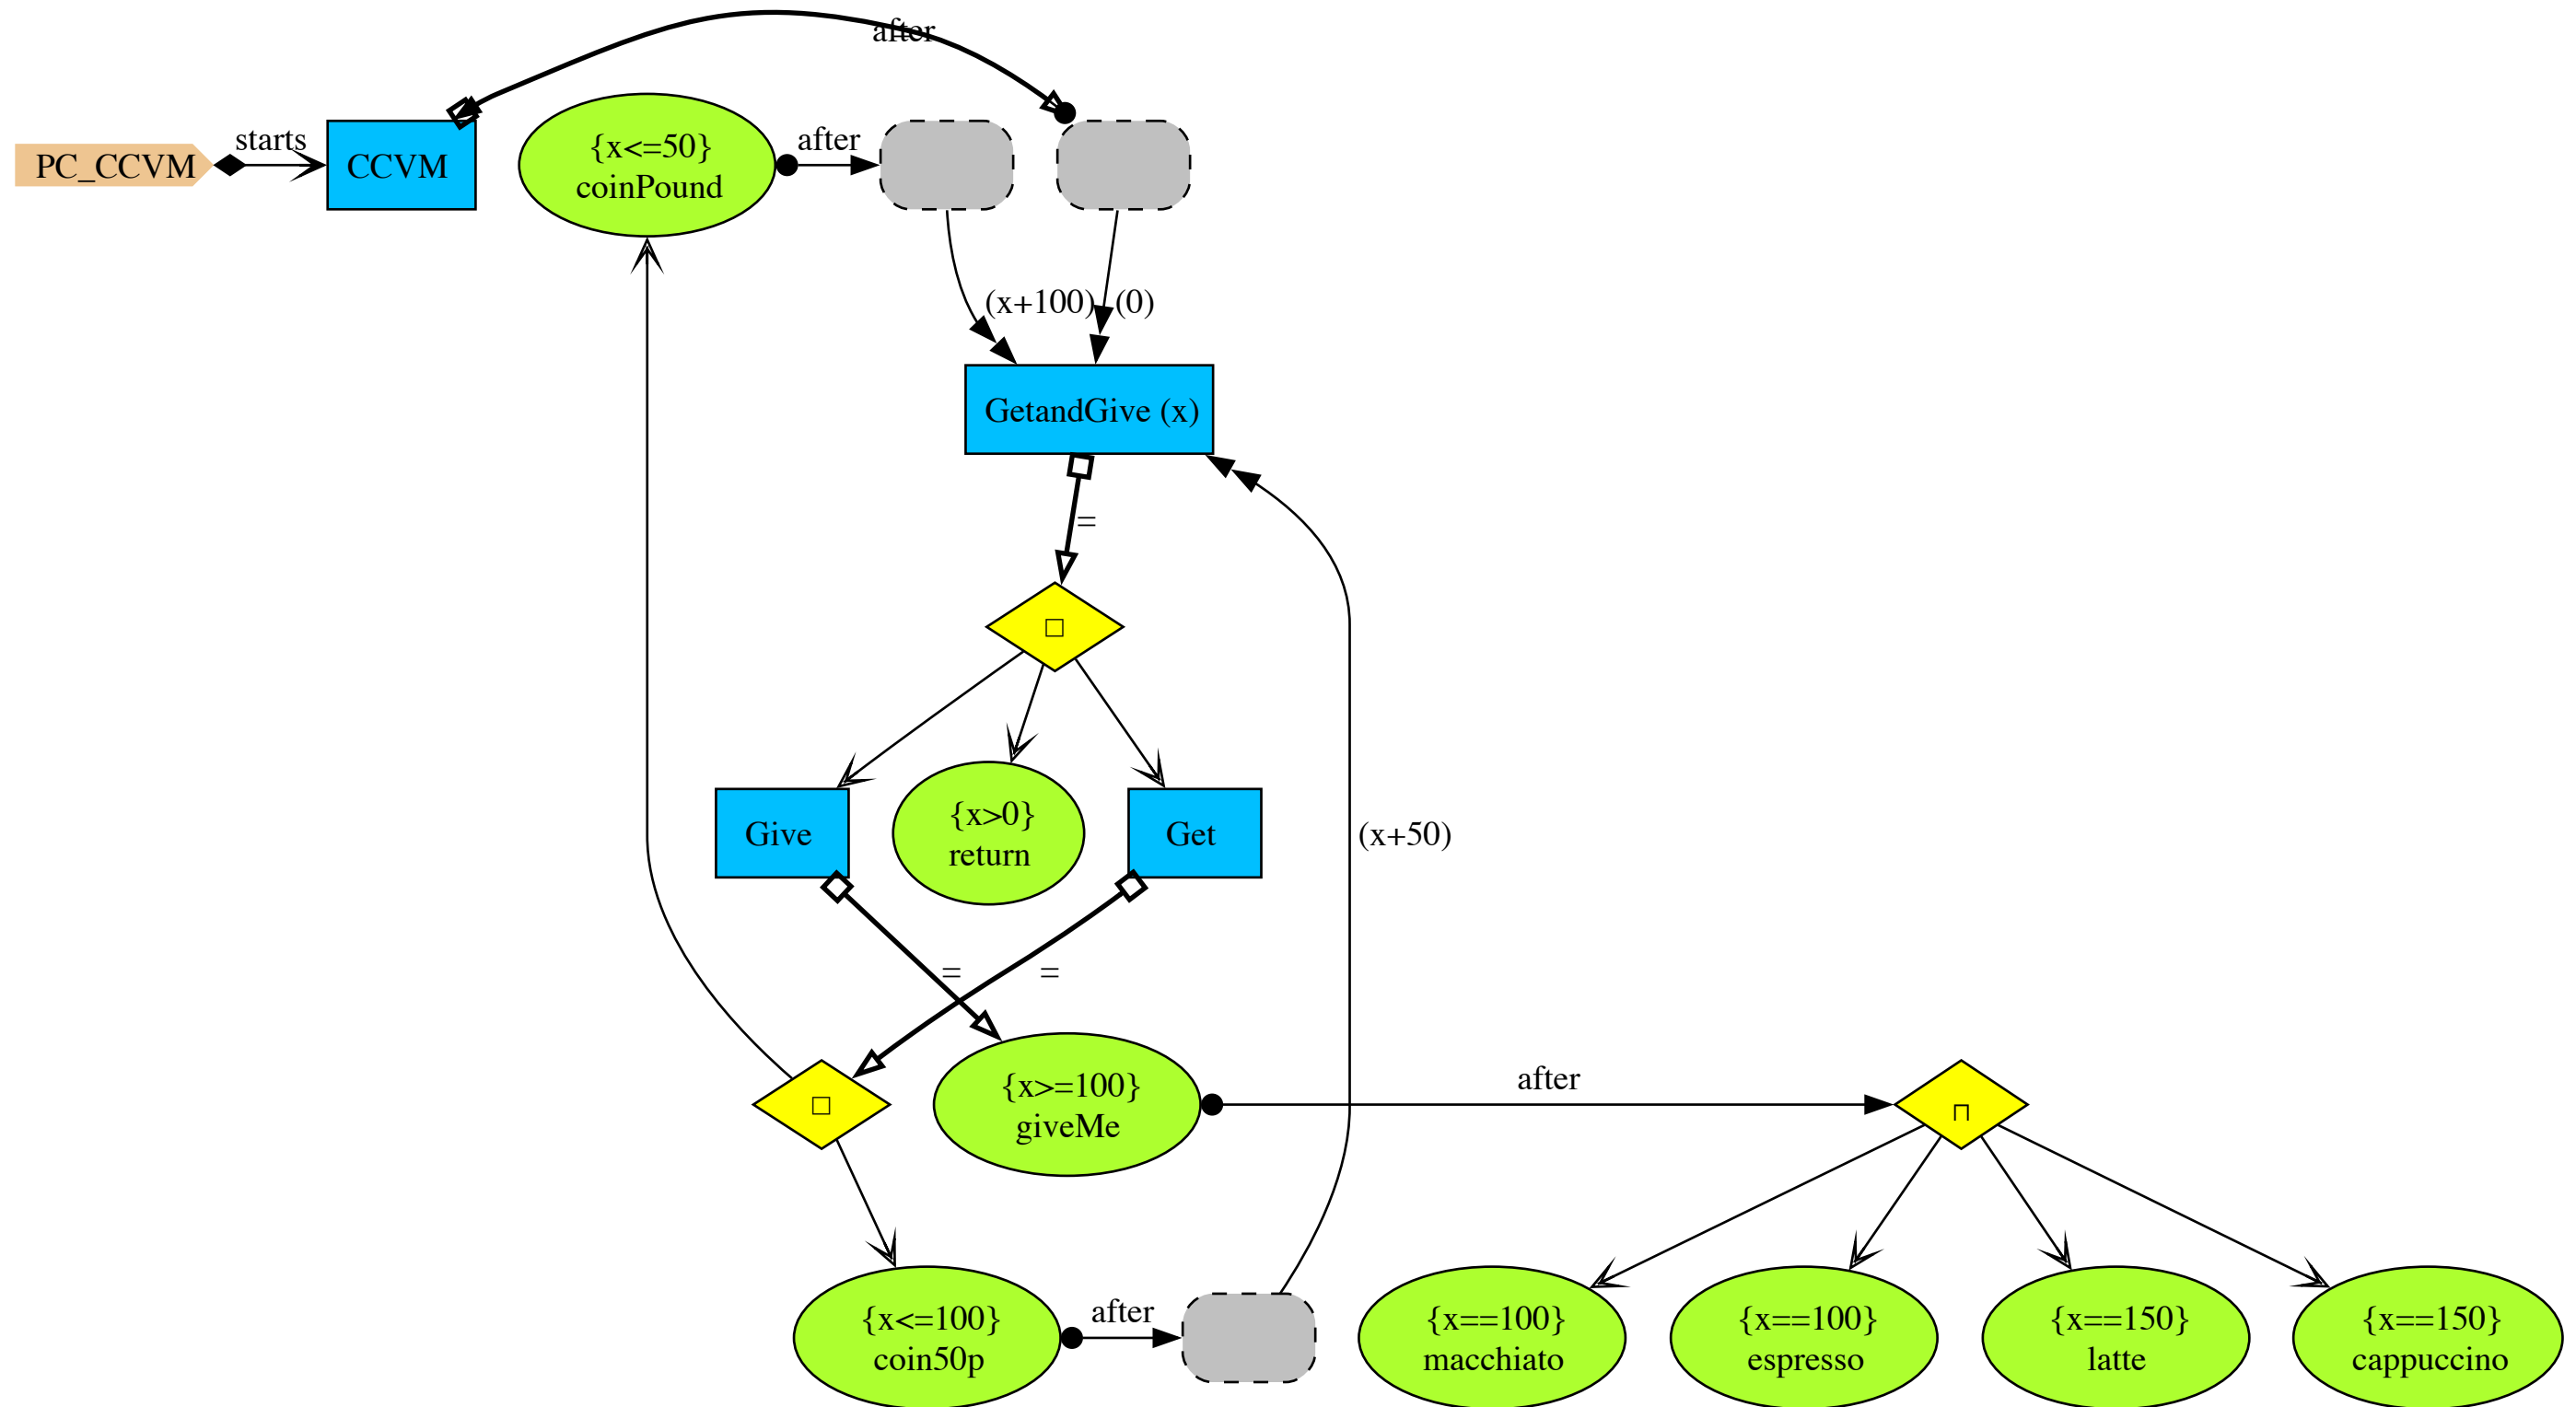 after
PC_CCVM
starts
CCVM
{x<=50}
coinPound
after
(x+100)
(0)
GetandGive (x)
=
□
Give
{x>0}
return
Get
(x+50)
=
=
□
{x>=100}
giveMe
after
⊓
{x<=100}
coin50p
after
{x==100}
macchiato
{x==100}
espresso
{x==150}
latte
{x==150}
cappuccino